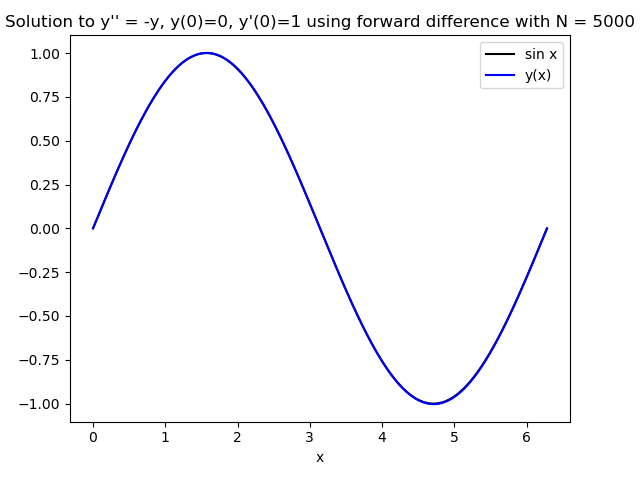 Solution to y'' = -y, y(0)=0, y'(0)=1 using forward difference with N = 5000
sin x
y(x)
1.00
0.75
0.50
0.25
0.00
−0.25
−0.50
−0.75
−1.00
0 1 2 3 4 5 6
x